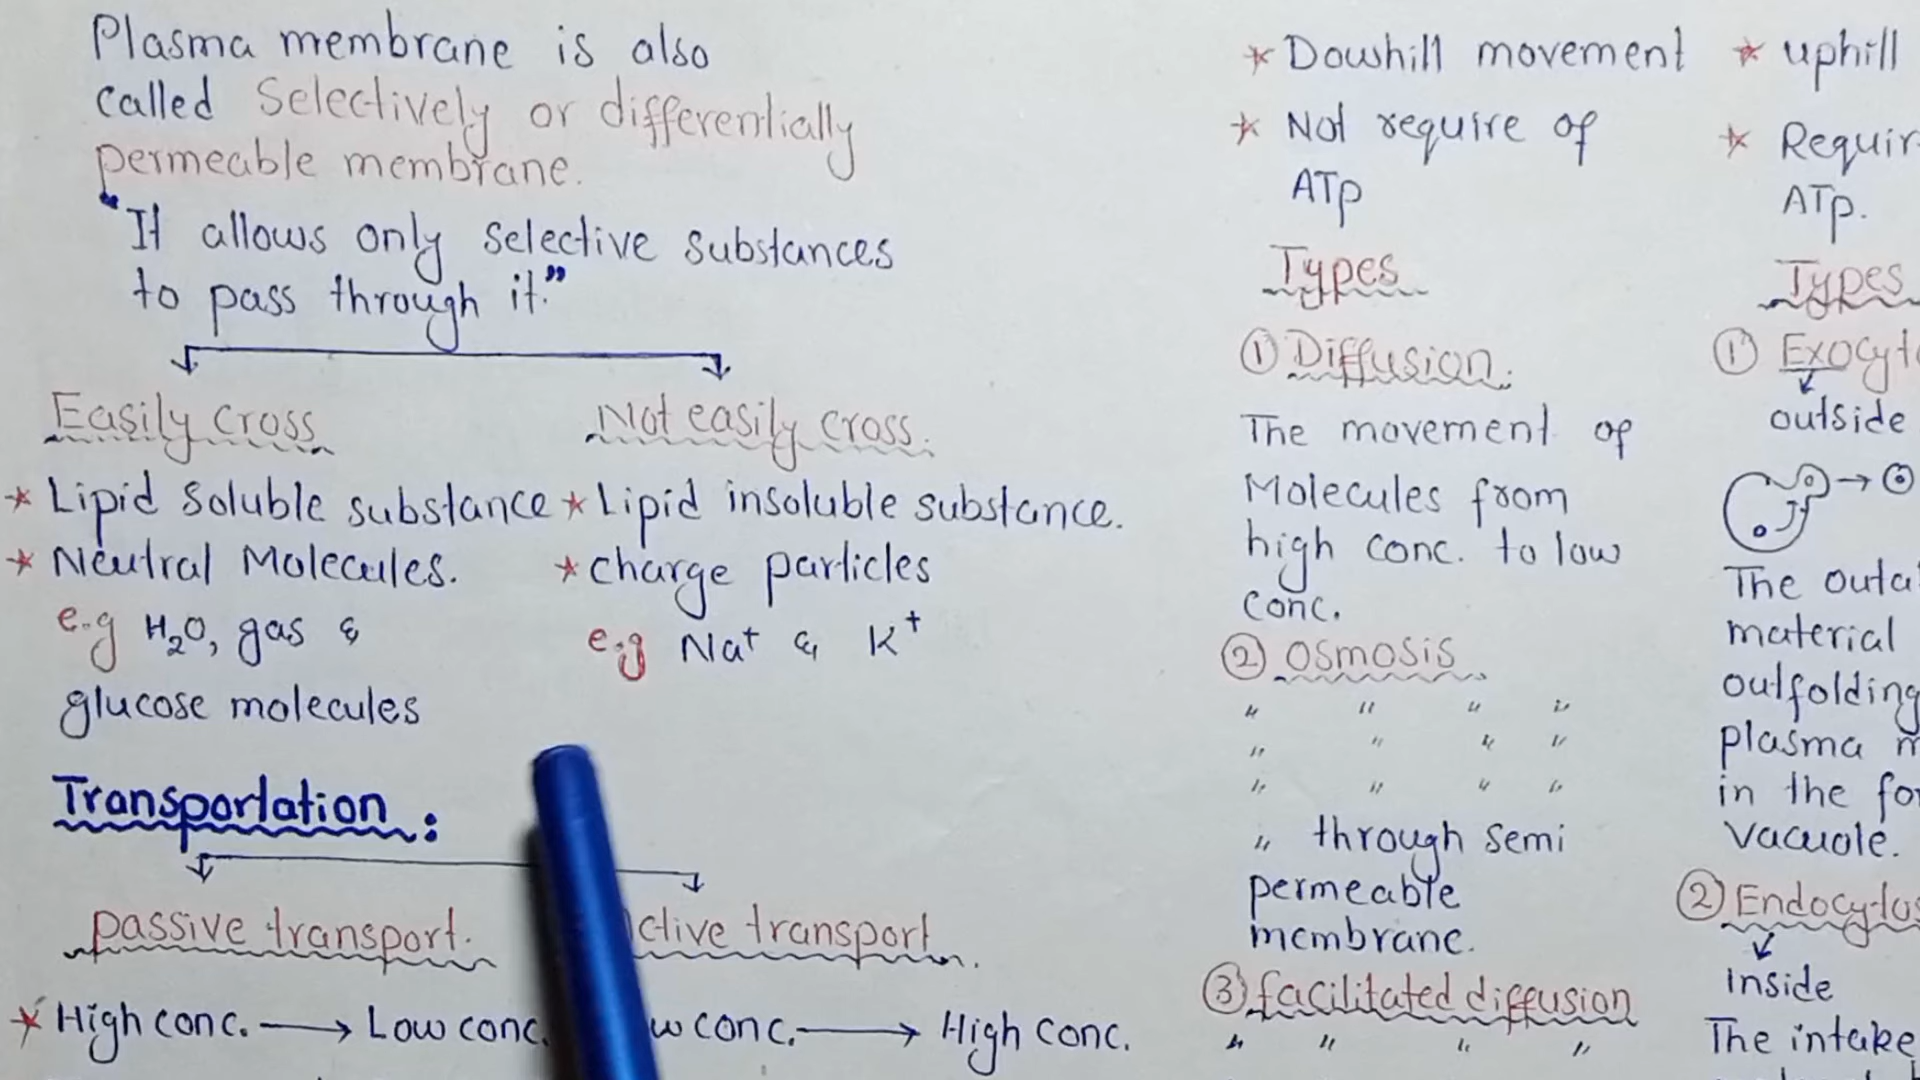 Plasma membrane is also
called Selectively or differentially
permeable membrane.
"It allows only selective substances
to pass through it."
Easily cross
Not easily cross.
* Lipid soluble substance
* Neutral Molecules.
e.g H₂O, gas &
glucose molecules
* Lipid insoluble substance.
* charge particles
e.g Na⁺ & K⁺
Transportation :
passive transport.
ctive transport
* High conc. → Low conc.
w conc. → High conc.
* Dowhill movement
* Not require of
ATp
Types
① Diffusion.
The movement of
Molecules from
high conc. to low
conc.
② Osmosis
" " " "
" " " "
" " " "
" through semi
permeable
membrane.
③ facilitated diffusion
" " " "
* uphill
* Requir
ATp.
Types
① Exocyto
outside
The outa
material
outfolding
plasma m
in the fo
vacuole.
② Endocytos
inside
The intake